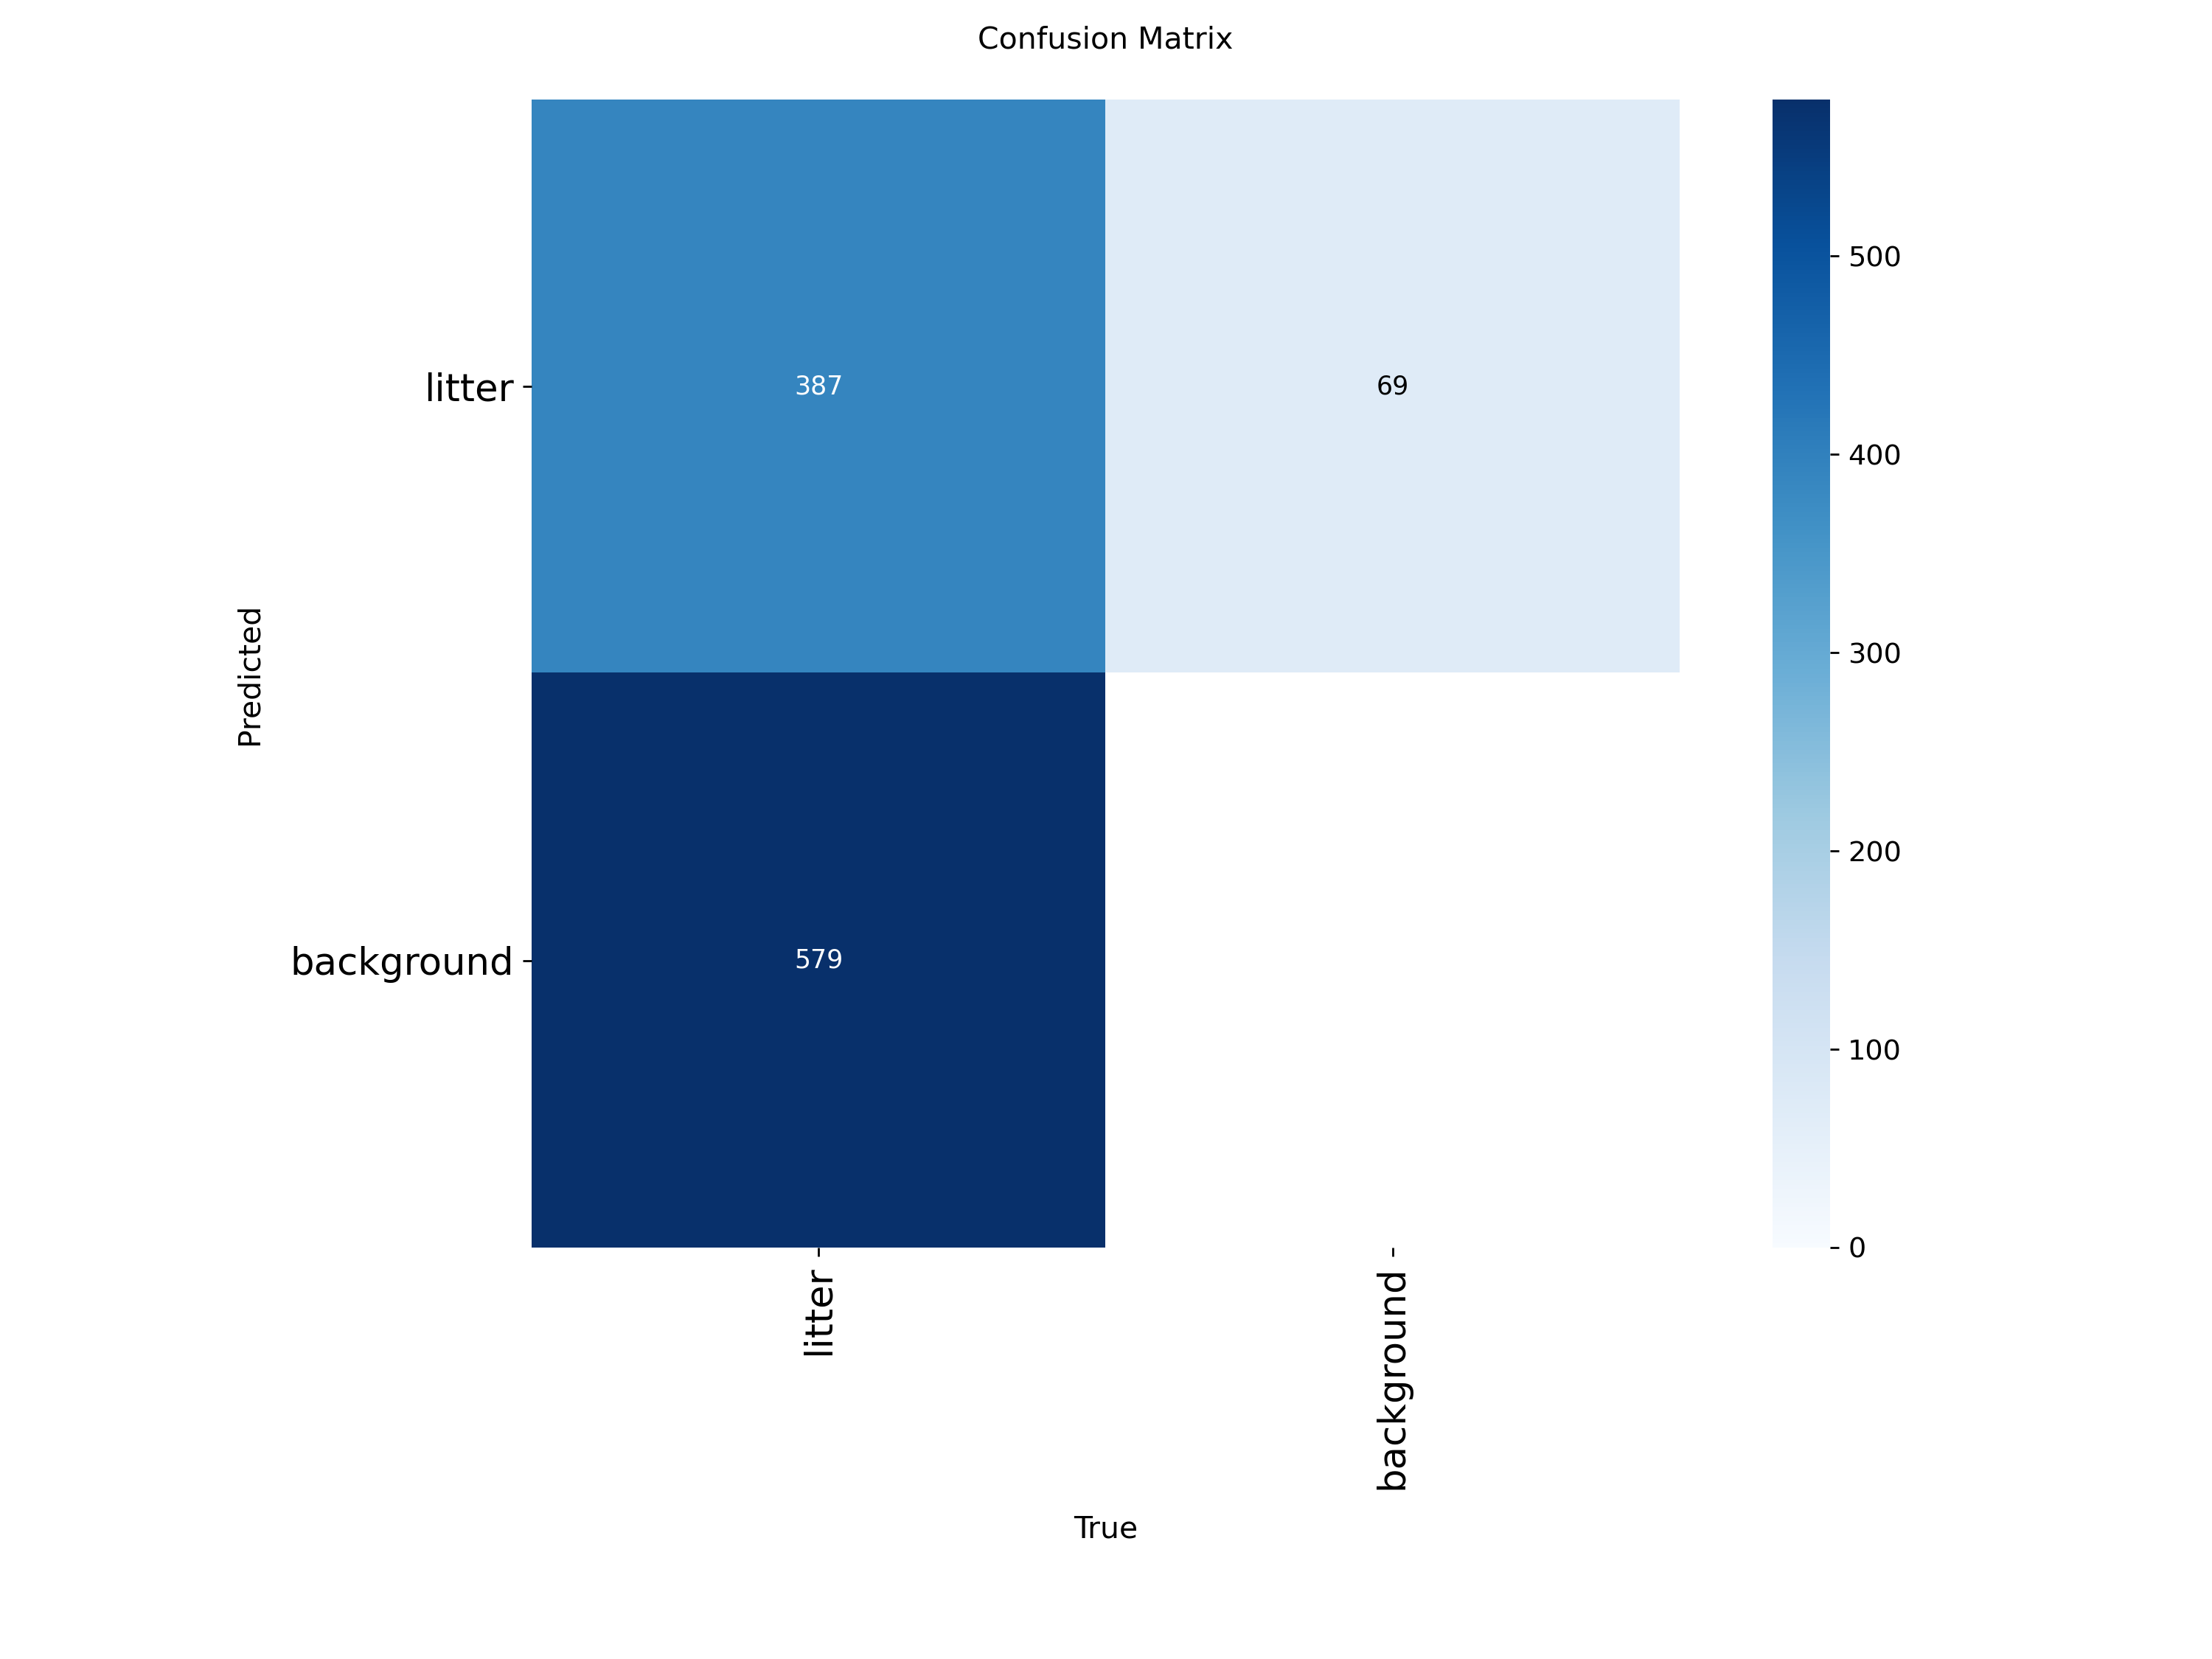 Confusion Matrix
Predicted
litter
background
387
69
579
litter
background
True
500
400
300
200
100
0